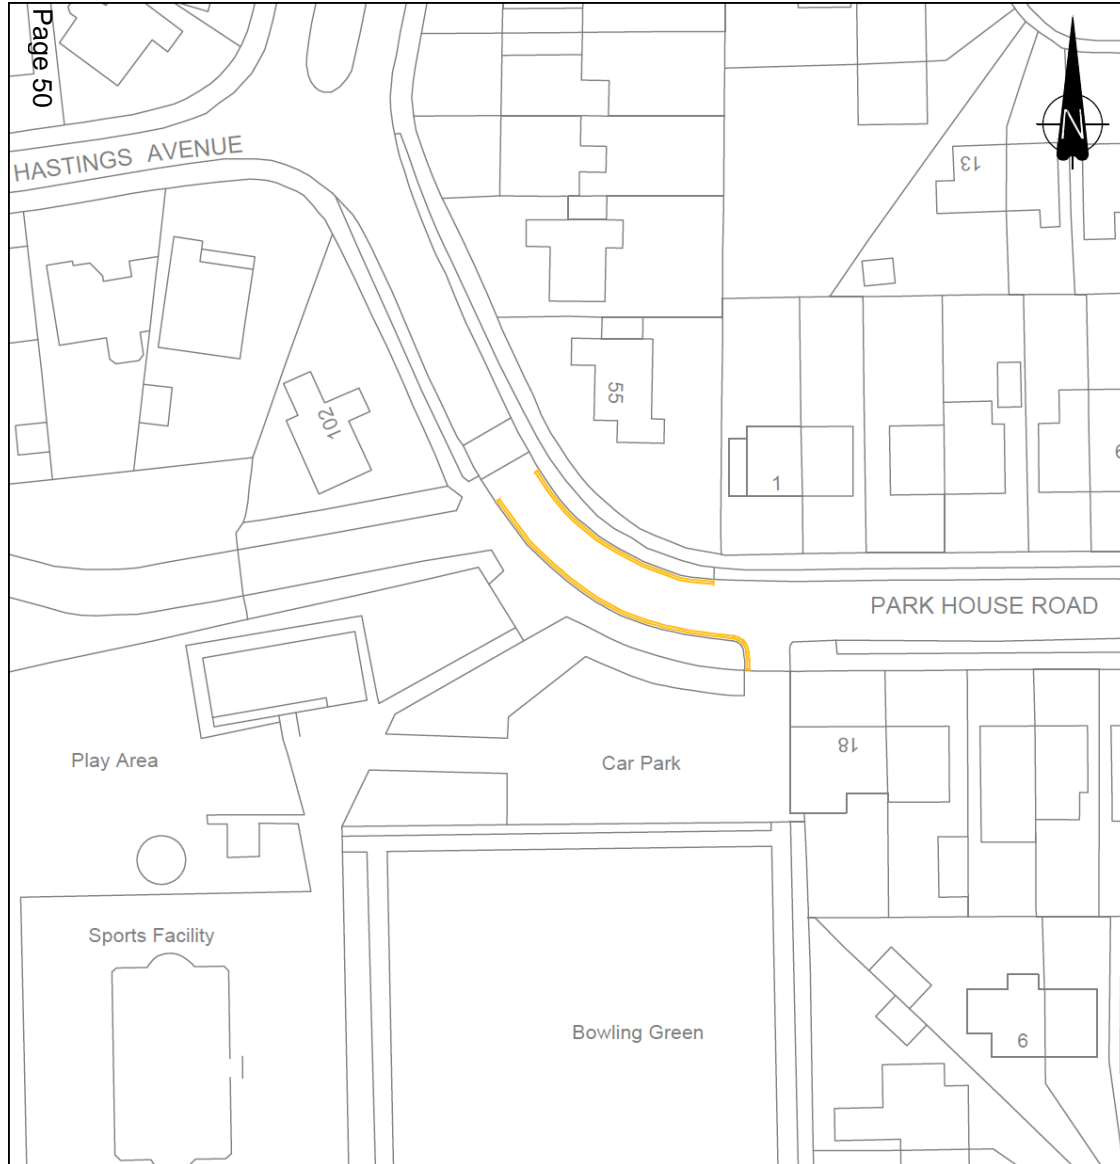 Page 50
HASTINGS AVENUE
N
13
55
102
1
PARK HOUSE ROAD
18
Play Area
Car Park
Sports Facility
Bowling Green
6